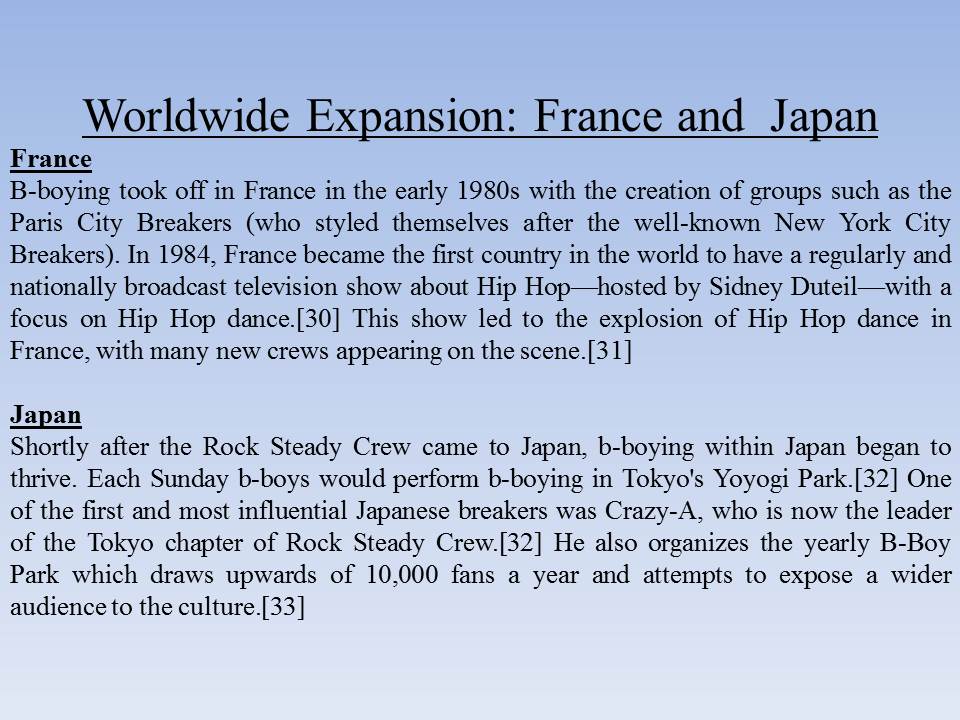 Worldwide Expansion: France and  Japan
France
B-boying took off in France in the early 1980s with the creation of groups such as the
Paris City Breakers (who styled themselves after the well-known New York City
Breakers). In 1984, France became the first country in the world to have a regularly and
nationally broadcast television show about Hip Hop—hosted by Sidney Duteil—with a
focus on Hip Hop dance.[30] This show led to the explosion of Hip Hop dance in
France, with many new crews appearing on the scene.[31]
Japan
Shortly after the Rock Steady Crew came to Japan, b-boying within Japan began to
thrive. Each Sunday b-boys would perform b-boying in Tokyo's Yoyogi Park.[32] One
of the first and most influential Japanese breakers was Crazy-A, who is now the leader
of the Tokyo chapter of Rock Steady Crew.[32] He also organizes the yearly B-Boy
Park which draws upwards of 10,000 fans a year and attempts to expose a wider
audience to the culture.[33]